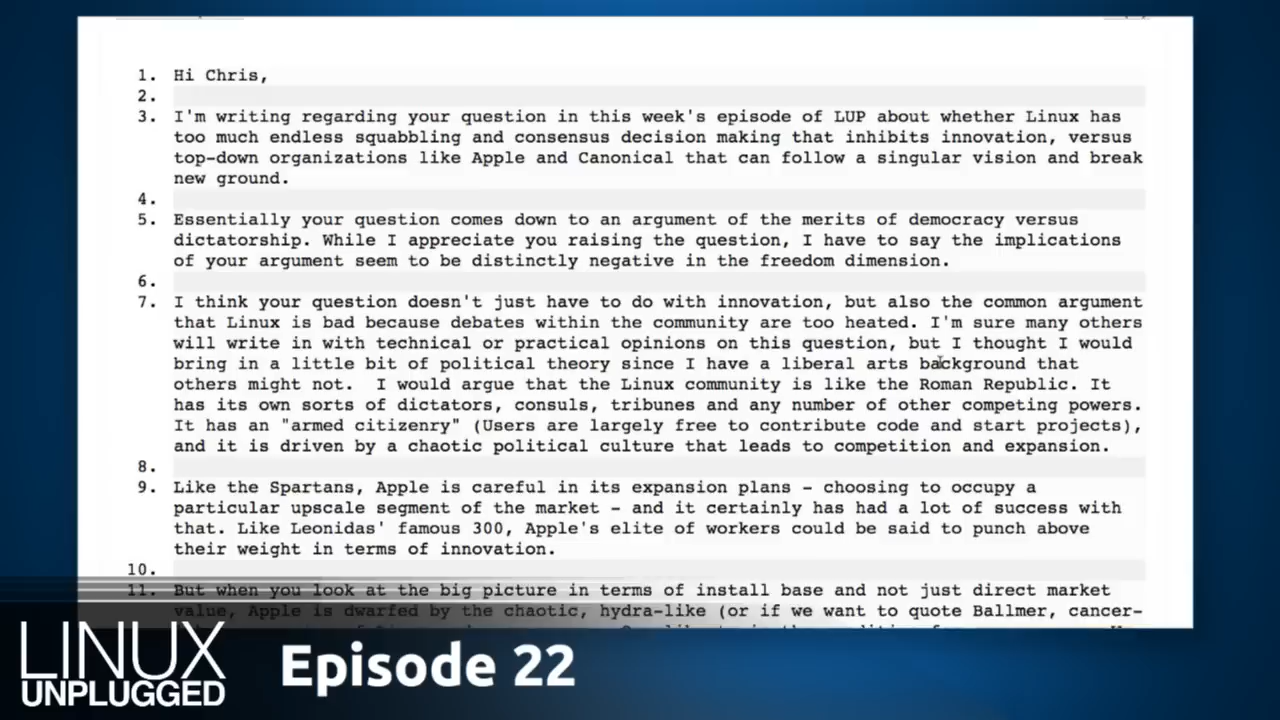 1. Hi Chris,
2.
3. I'm writing regarding your question in this week's episode of LUP about whether Linux has
too much endless squabbling and consensus decision making that inhibits innovation, versus
top-down organizations like Apple and Canonical that can follow a singular vision and break
new ground.
4.
5. Essentially your question comes down to an argument of the merits of democracy versus
dictatorship. While I appreciate you raising the question, I have to say the implications
of your argument seem to be distinctly negative in the freedom dimension.
6.
7. I think your question doesn't just have to do with innovation, but also the common argument
that Linux is bad because debates within the community are too heated. I'm sure many others
will write in with technical or practical opinions on this question, but I thought I would
bring in a little bit of political theory since I have a liberal arts background that
others might not.  I would argue that the Linux community is like the Roman Republic. It
has its own sorts of dictators, consuls, tribunes and any number of other competing powers.
It has an "armed citizenry" (Users are largely free to contribute code and start projects),
and it is driven by a chaotic political culture that leads to competition and expansion.
8.
9. Like the Spartans, Apple is careful in its expansion plans – choosing to occupy a
particular upscale segment of the market – and it certainly has had a lot of success with
that. Like Leonidas' famous 300, Apple's elite of workers could be said to punch above
their weight in terms of innovation.
10.
11. But when you look at the big picture in terms of install base and not just direct market
value, Apple is dwarfed by the chaotic, hydra-like (or if we want to quote Ballmer, cancer-
LINUX
UNPLUGGED
Episode 22